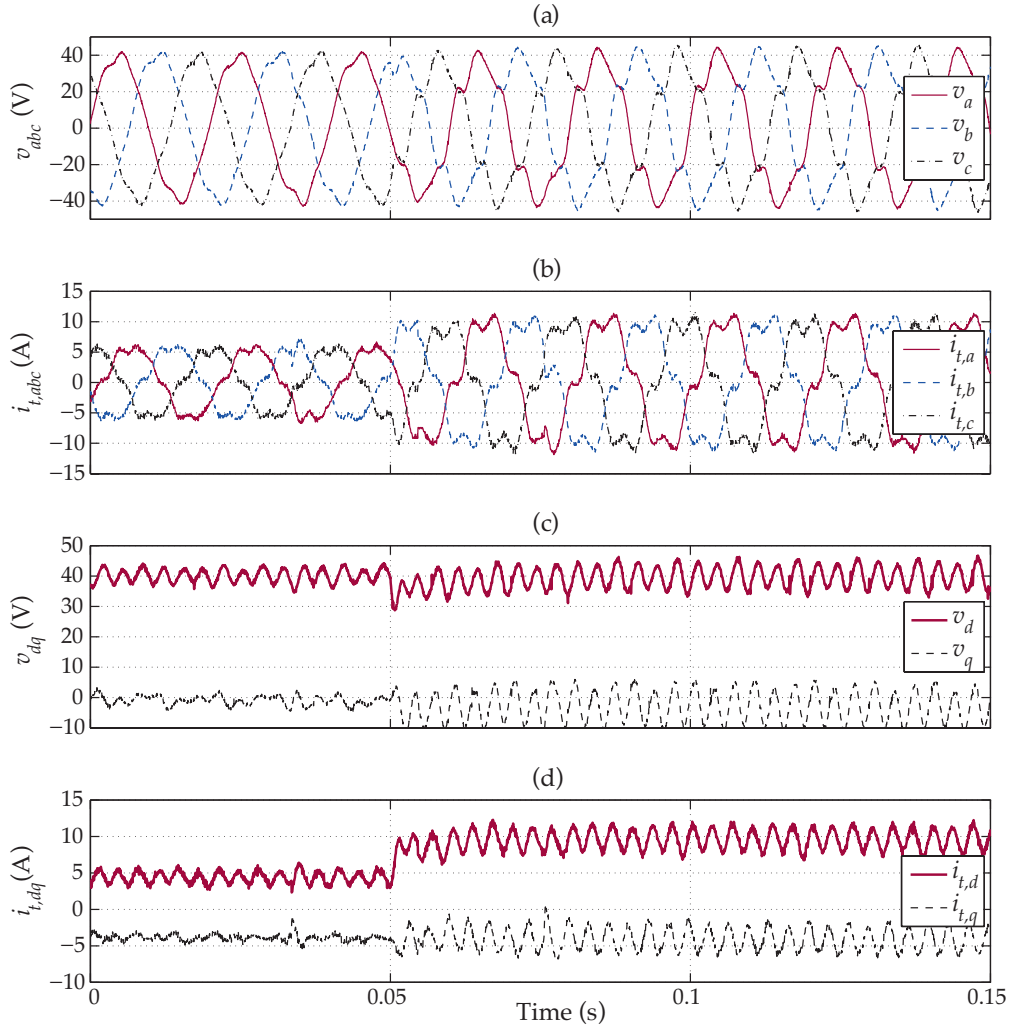 (a)
40
20
0
−20
−40
v_abc (V)
v_a
v_b
v_c
(b)
15
10
5
0
−5
−10
−15
i_t,abc (A)
i_t,a
i_t,b
i_t,c
(c)
50
40
30
20
10
0
−10
v_dq (V)
v_d
v_q
(d)
15
10
5
0
−5
−10
i_t,dq (A)
i_t,d
i_t,q
0
0.05
0.1
0.15
Time (s)